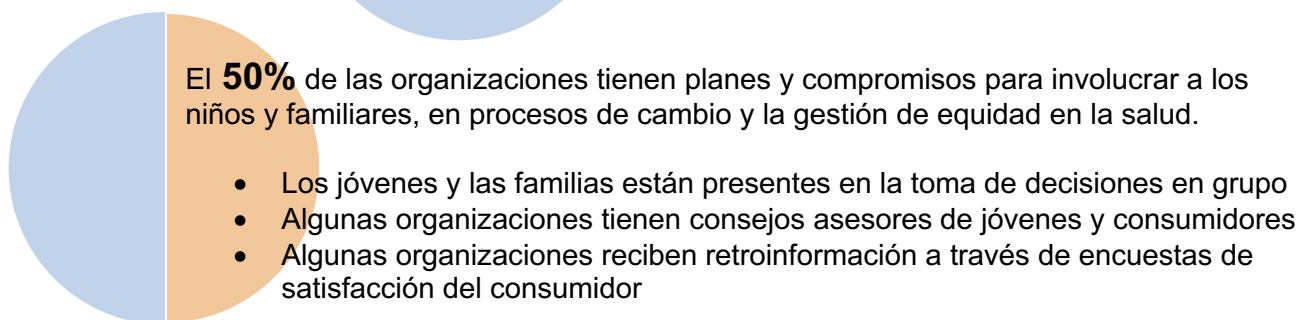 El 50% de las organizaciones tienen planes y compromisos para involucrar a los
niños y familiares, en procesos de cambio y la gestión de equidad en la salud.
• Los jóvenes y las familias están presentes en la toma de decisiones en grupo
• Algunas organizaciones tienen consejos asesores de jóvenes y consumidores
• Algunas organizaciones reciben retroinformación a través de encuestas de
satisfacción del consumidor